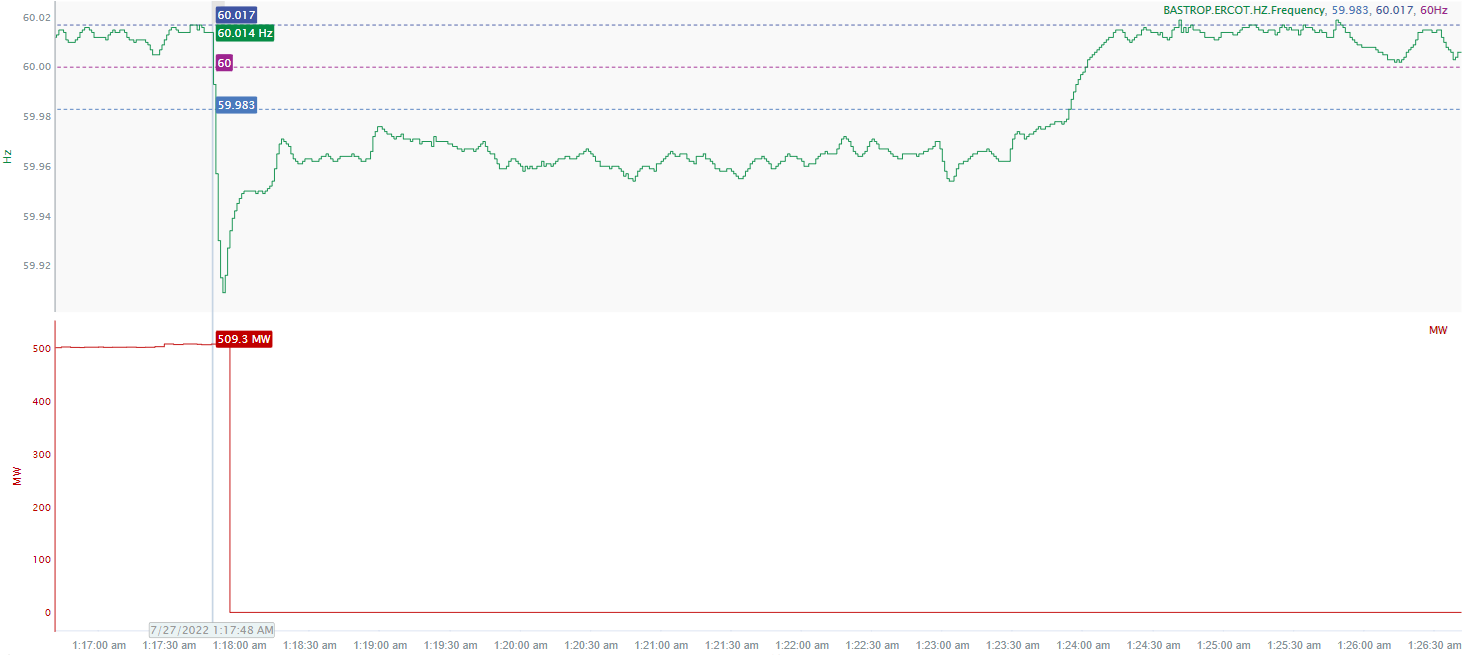 BASTROP.ERCOT.HZ.Frequency, 59.983, 60.017, 60Hz
60.02
60.00
59.98
59.96
59.94
59.92
Hz
60.017
60.014 Hz
60
59.983
MW
509.3 MW
500
400
300
200
100
0
MW
7/27/2022 1:17:48 AM
1:17:00 am 1:17:30 am 1:18:00 am 1:18:30 am 1:19:00 am 1:19:30 am 1:20:00 am 1:20:30 am 1:21:00 am 1:21:30 am 1:22:00 am 1:22:30 am 1:23:00 am 1:23:30 am 1:24:00 am 1:24:30 am 1:25:00 am 1:25:30 am 1:26:00 am 1:26:30 am